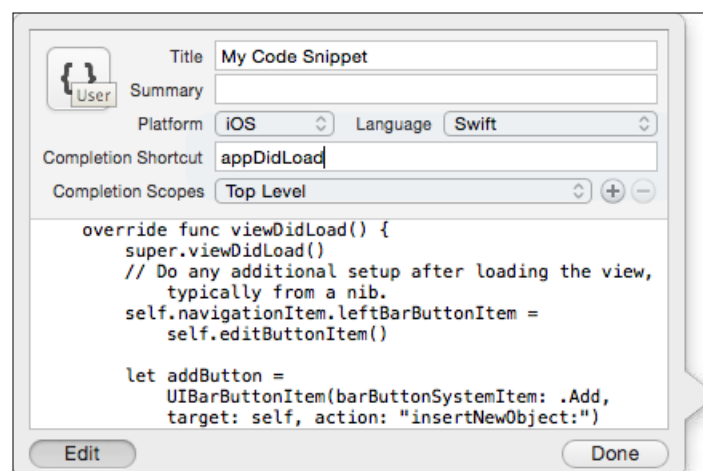 Title My Code Snippet
{ }
User
Summary
Platform iOS Language Swift
Completion Shortcut appDidLoad
Completion Scopes Top Level
override func viewDidLoad() {
super.viewDidLoad()
// Do any additional setup after loading the view,
typically from a nib.
self.navigationItem.leftBarButtonItem =
self.editButtonItem()
let addButton =
UIBarButtonItem(barButtonSystemItem: .Add,
target: self, action: "insertNewObject:")
Edit Done